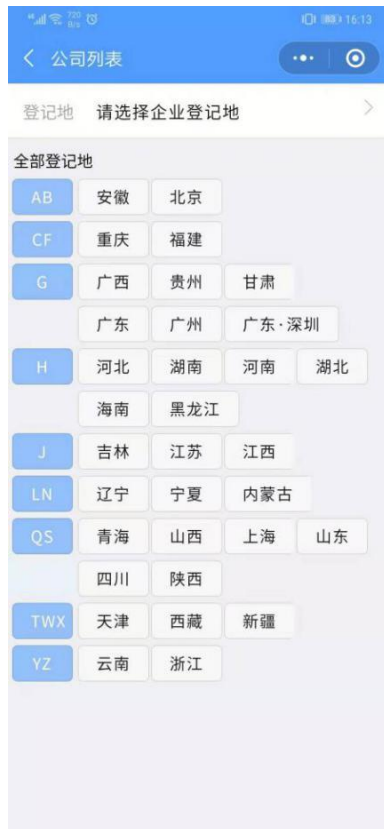 46 720 B/s 80 16:13
公司列表
登记地 请选择企业登记地
全部登记地
AB 安徽 北京
CF 重庆 福建
G 广西 贵州 甘肃
广东 广州 广东·深圳
H 河北 湖南 河南 湖北
海南 黑龙江
J 吉林 江苏 江西
LN 辽宁 宁夏 内蒙古
QS 青海 山西 上海 山东
四川 陕西
TWX 天津 西藏 新疆
YZ 云南 浙江